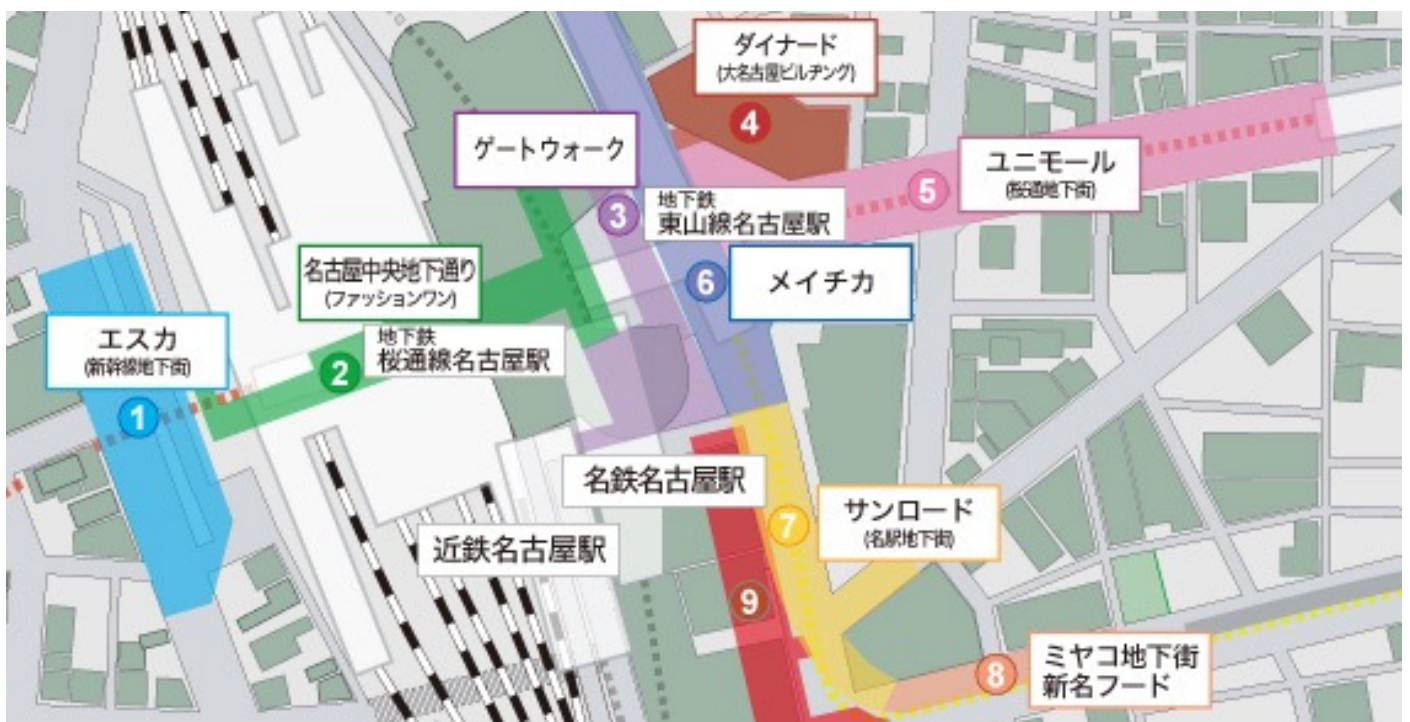 ダイナード
(大名古屋ビルヂング)
4
ゲートウォーク
3
地下鉄
東山線名古屋駅
5
ユニモール
(桜通地下街)
名古屋中央地下通り
(ファッションワン)
6
メイチカ
エスカ
(新幹線地下街)
1
2
地下鉄
桜通線名古屋駅
名鉄名古屋駅
近鉄名古屋駅
7
サンロード
(名駅地下街)
9
8
ミヤコ地下街
新名フード